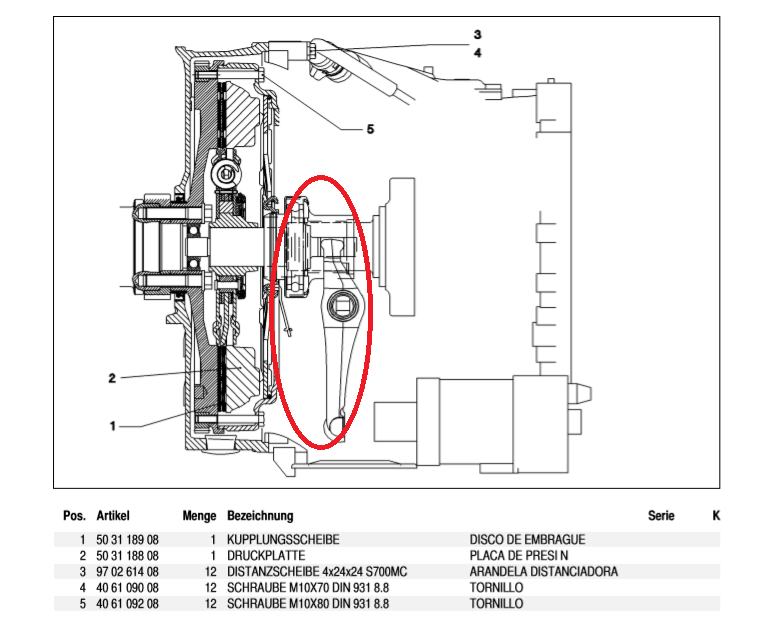 3
4
5
2
1
Pos. Artikel Menge Bezeichnung Serie K
1 50 31 189 08 1 KUPPLUNGSSCHEIBE DISCO DE EMBRAGUE
2 50 31 188 08 1 DRUCKPLATTE PLACA DE PRESI N
3 97 02 614 08 12 DISTANZSCHEIBE 4x24x24 S700MC ARANDELA DISTANCIADORA
4 40 61 090 08 12 SCHRAUBE M10X70 DIN 931 8.8 TORNILLO
5 40 61 092 08 12 SCHRAUBE M10X80 DIN 931 8.8 TORNILLO